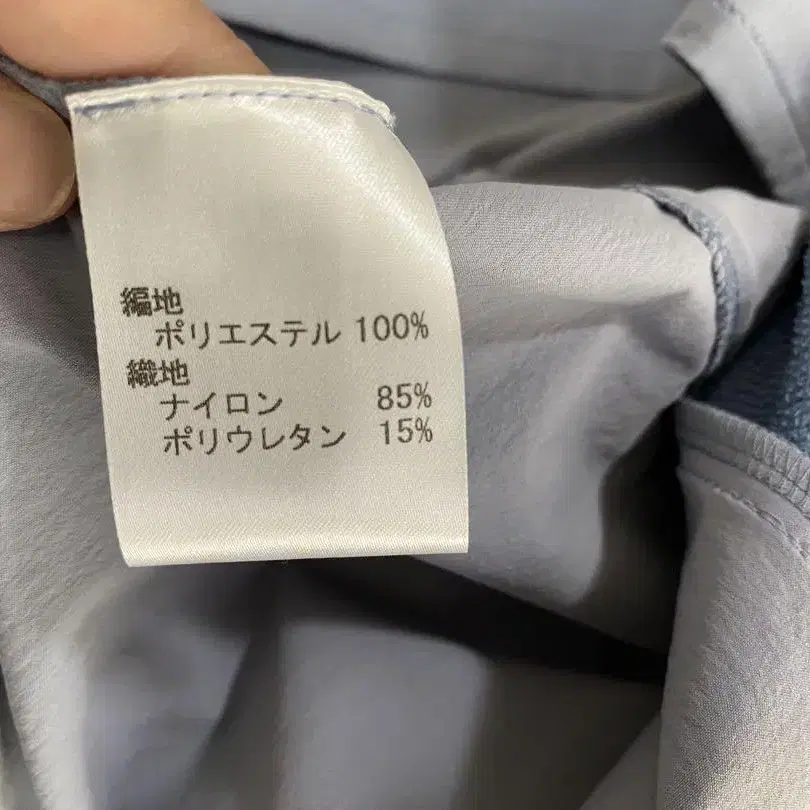 編地
ポリエステル 100%
織地
ナイロン 85%
ポリウレタン 15%